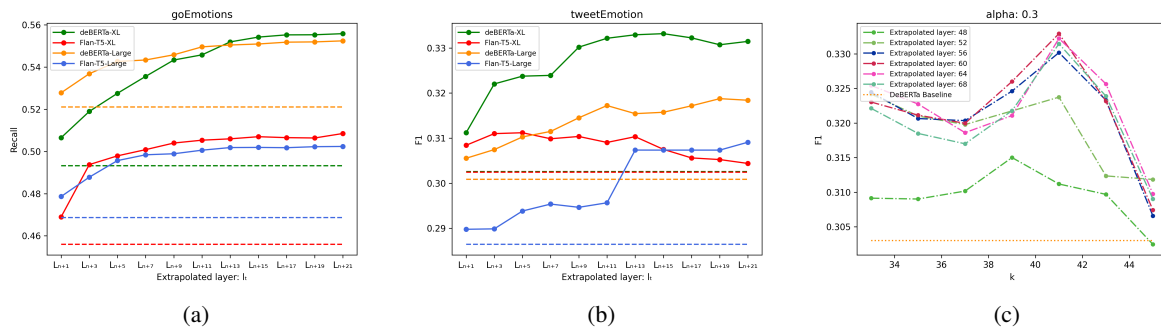 goEmotions
deBERTa-XL
Flan-T5-XL
deBERTa-Large
Flan-T5-Large
Recall
0.56
0.54
0.52
0.50
0.48
0.46
Lₙ₊₁ Lₙ₊₃ Lₙ₊₅ Lₙ₊₇ Lₙ₊₉ Lₙ₊₁₁ Lₙ₊₁₃ Lₙ₊₁₅ Lₙ₊₁₇ Lₙ₊₁₉ Lₙ₊₂₁
Extrapolated layer: lₜ
(a)
tweetEmotion
deBERTa-XL
Flan-T5-XL
deBERTa-Large
Flan-T5-Large
F1
0.33
0.32
0.31
0.30
0.29
Lₙ₊₁ Lₙ₊₃ Lₙ₊₅ Lₙ₊₇ Lₙ₊₉ Lₙ₊₁₁ Lₙ₊₁₃ Lₙ₊₁₅ Lₙ₊₁₇ Lₙ₊₁₉ Lₙ₊₂₁
Extrapolated layer: lₜ
(b)
alpha: 0.3
Extrapolated layer: 48
Extrapolated layer: 52
Extrapolated layer: 56
Extrapolated layer: 60
Extrapolated layer: 64
Extrapolated layer: 68
DeBERTa Baseline
F1
0.330
0.325
0.320
0.315
0.310
0.305
34 36 38 40 42 44
k
(c)